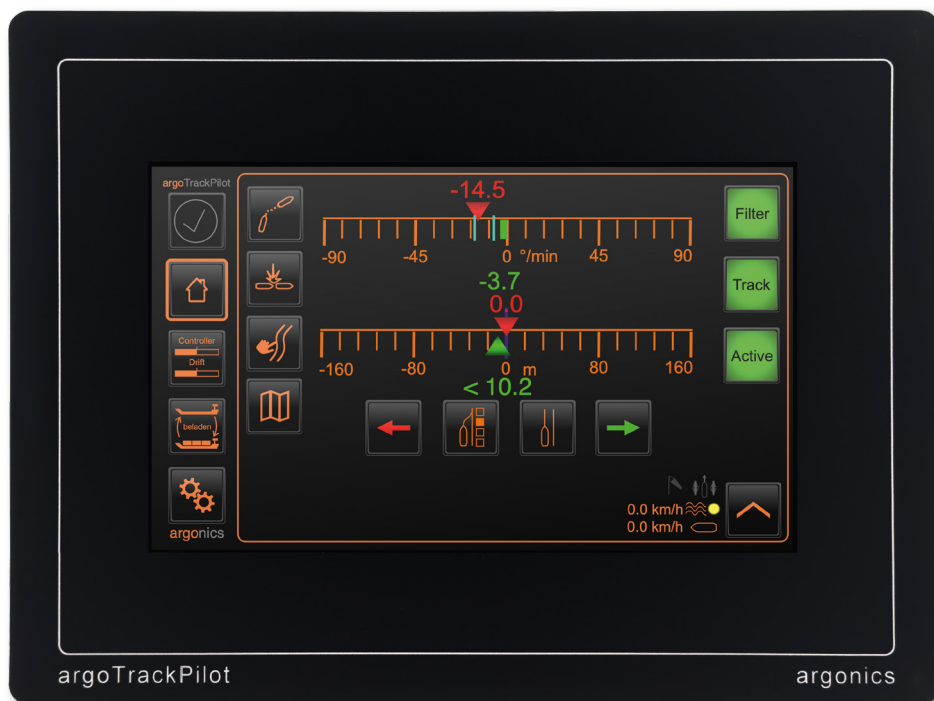 argoTrackPilot
Controller
Drift
beladen
argonics
-14.5
-90 -45 0 °/min 45 90
-3.7
0.0
-160 -80 0 m 80 160
< 10.2
0.0 km/h
0.0 km/h
Filter
Track
Active
argoTrackPilot argonics